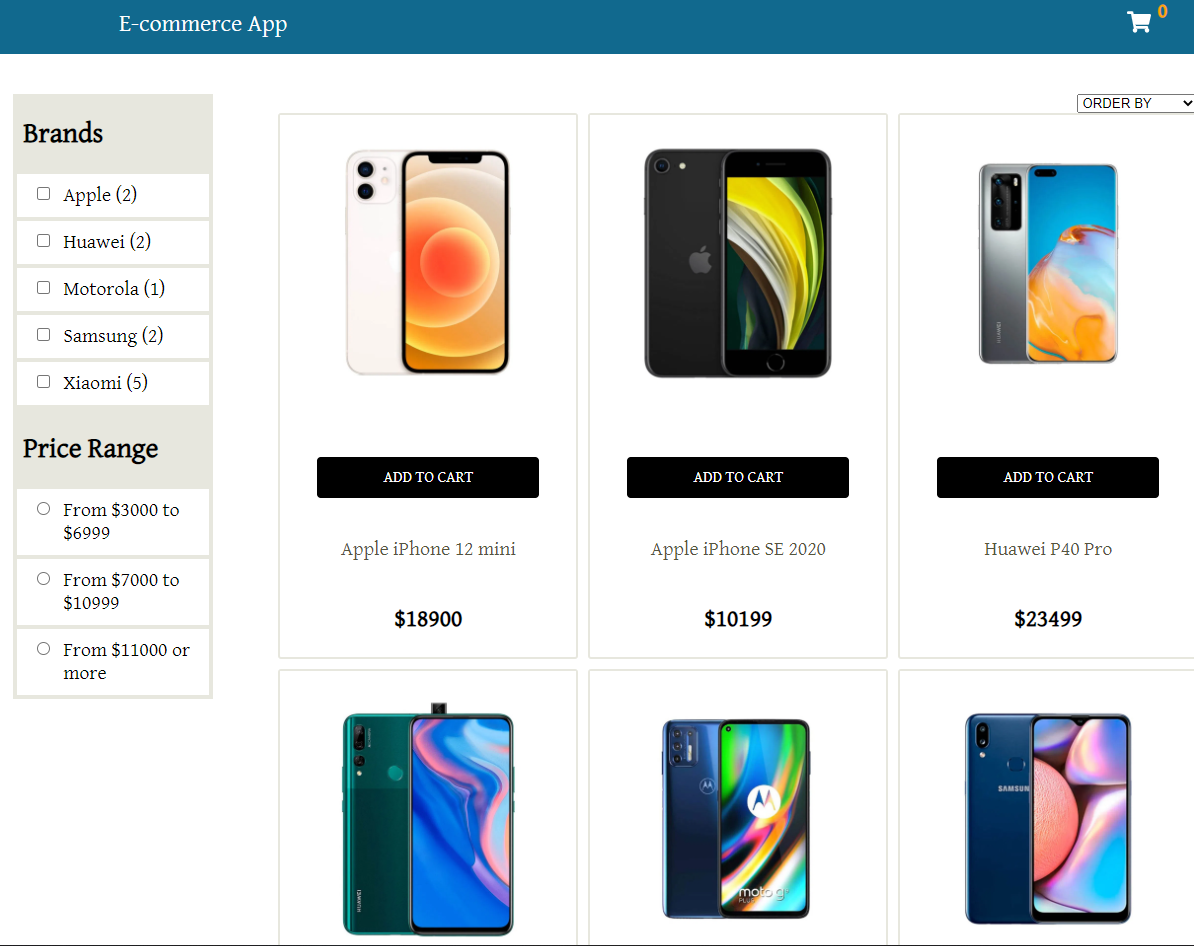 E-commerce App
0
ORDER BY
Brands
Apple (2)
Huawei (2)
Motorola (1)
Samsung (2)
Xiaomi (5)
Price Range
From $3000 to
$6999
From $7000 to
$10999
From $11000 or
more
ADD TO CART
Apple iPhone 12 mini
$18900
ADD TO CART
Apple iPhone SE 2020
$10199
HUAWEI
ADD TO CART
Huawei P40 Pro
$23499
HUAWEI
moto g
PLUS
SAMSUNG